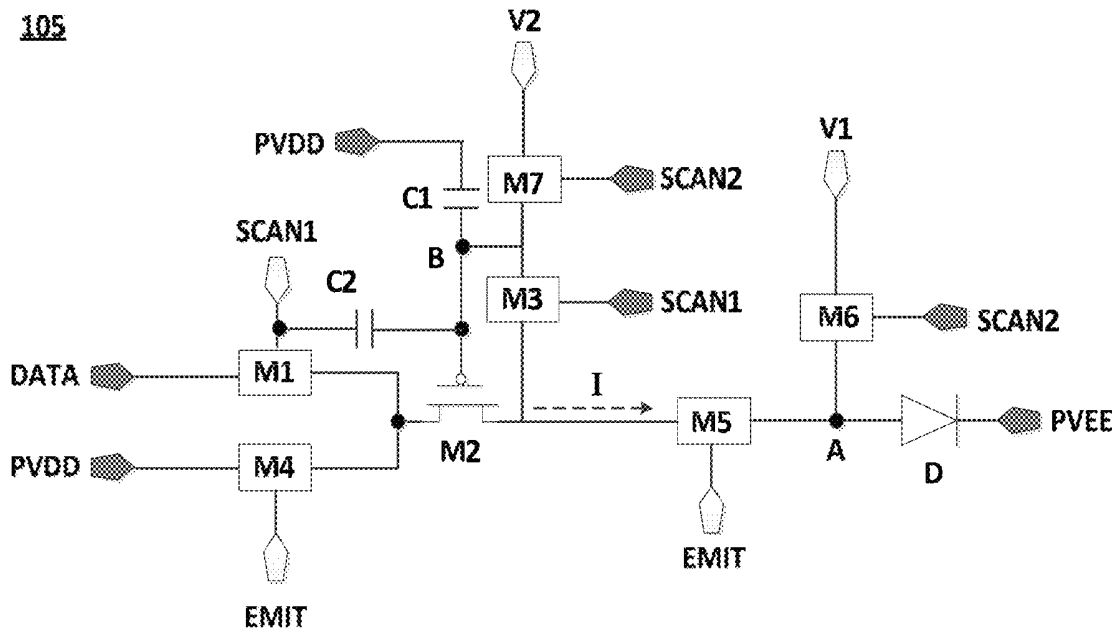 105
V2
PVDD
V1
M7
SCAN2
C1
SCAN1
B
C2
M3
SCAN1
M6
SCAN2
DATA
M1
I
M5
PVEE
M2
A
D
PVDD
M4
EMIT
EMIT